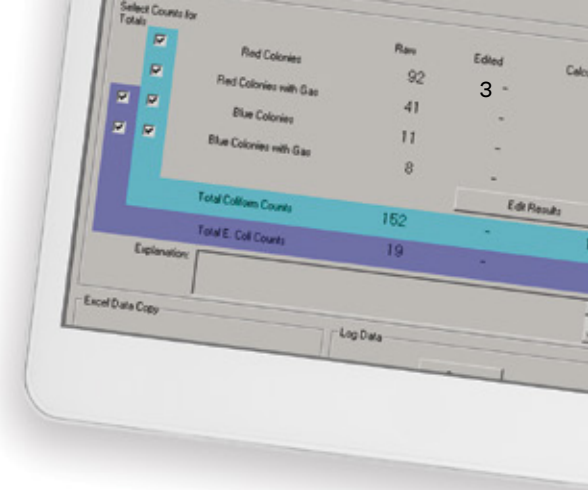 Select Counts for
Totals
Raw Edited
Red Colonies 92 3 -
Red Colonies with Gas 41 -
Blue Colonies 11 -
Blue Colonies with Gas 8 -
Edit Results
Total Coliform Counts 152 -
Total E. Coli Counts 19 -
Explanation:
Excel Data Copy
Log Data